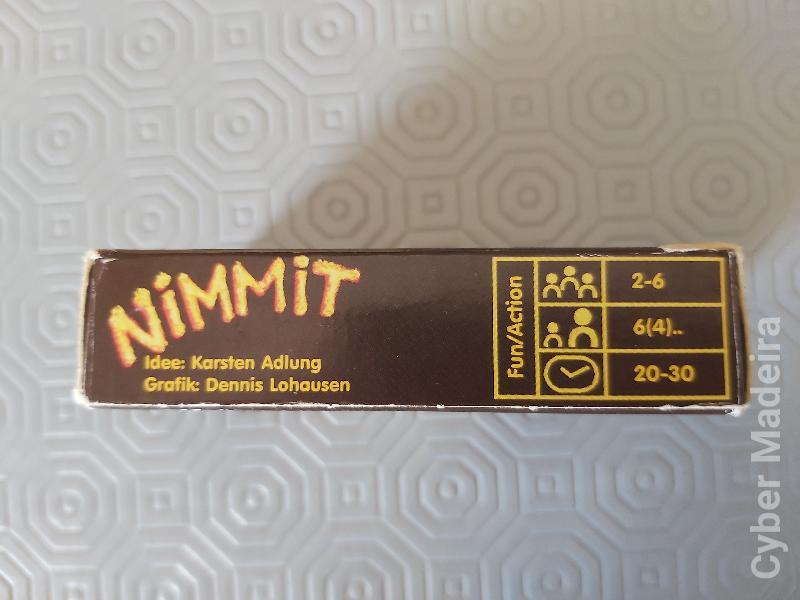 NiMMiT
Idee: Karsten Adlung
Grafik: Dennis Lohausen
Fun/Action
2-6
6(4)..
20-30
Cyber Madeira